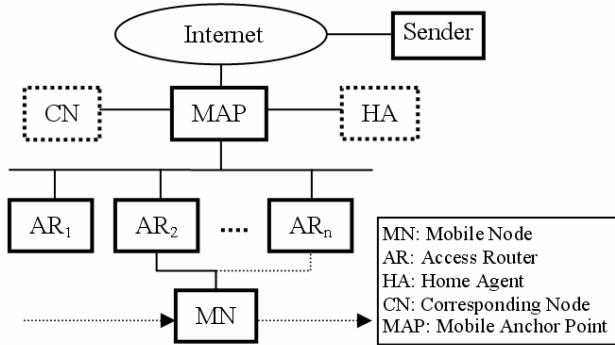 Internet
Sender
CN
MAP
HA
AR1
AR2
....
ARn
MN
MN: Mobile Node
AR: Access Router
HA: Home Agent
CN: Corresponding Node
MAP: Mobile Anchor Point